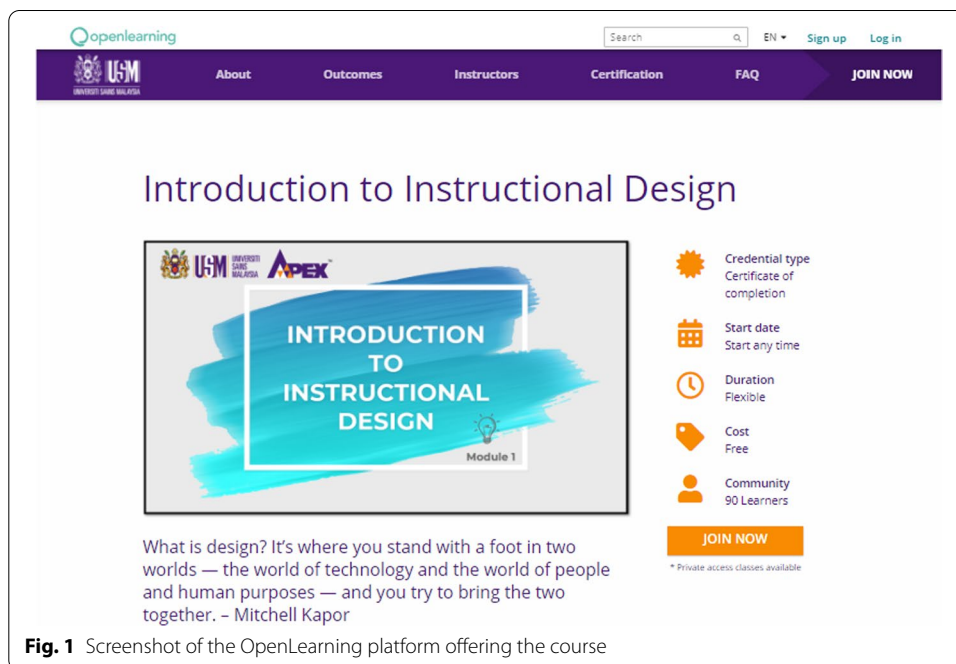 openlearning
Search
EN
Sign up
Log in
USM
UNIVERSITI SAINS MALAYSIA
About
Outcomes
Instructors
Certification
FAQ
JOIN NOW
Introduction to Instructional Design
USM
UNIVERSITI
SAINS
MALAYSIA
APEX™
INTRODUCTION
TO
INSTRUCTIONAL
DESIGN
Module 1
Credential type
Certificate of
completion
Start date
Start any time
Duration
Flexible
Cost
Free
Community
90 Learners
JOIN NOW
* Private access classes available
What is design? It's where you stand with a foot in two
worlds — the world of technology and the world of people
and human purposes — and you try to bring the two
together. – Mitchell Kapor
Fig. 1 Screenshot of the OpenLearning platform offering the course